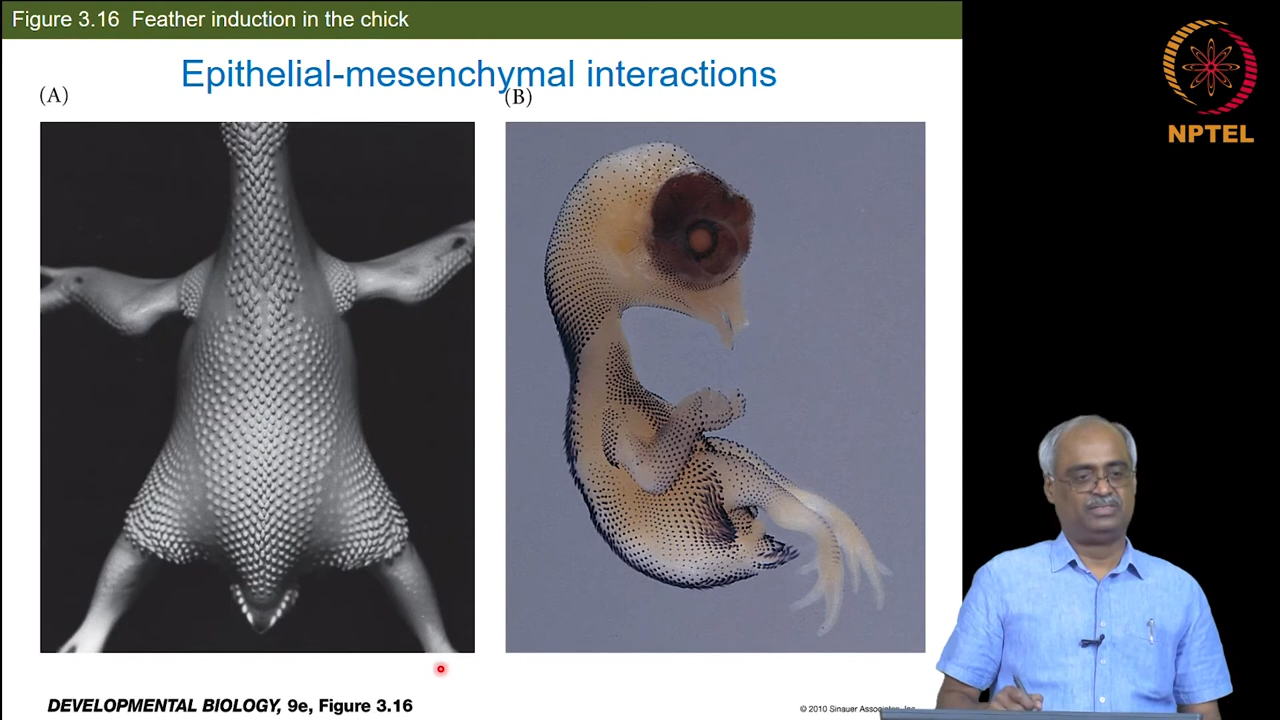 Figure 3.16 Feather induction in the chick
Epithelial-mesenchymal interactions
(A)
(B)
NPTEL
DEVELOPMENTAL BIOLOGY, 9e, Figure 3.16
© 2010 Sinauer Associates, Inc.